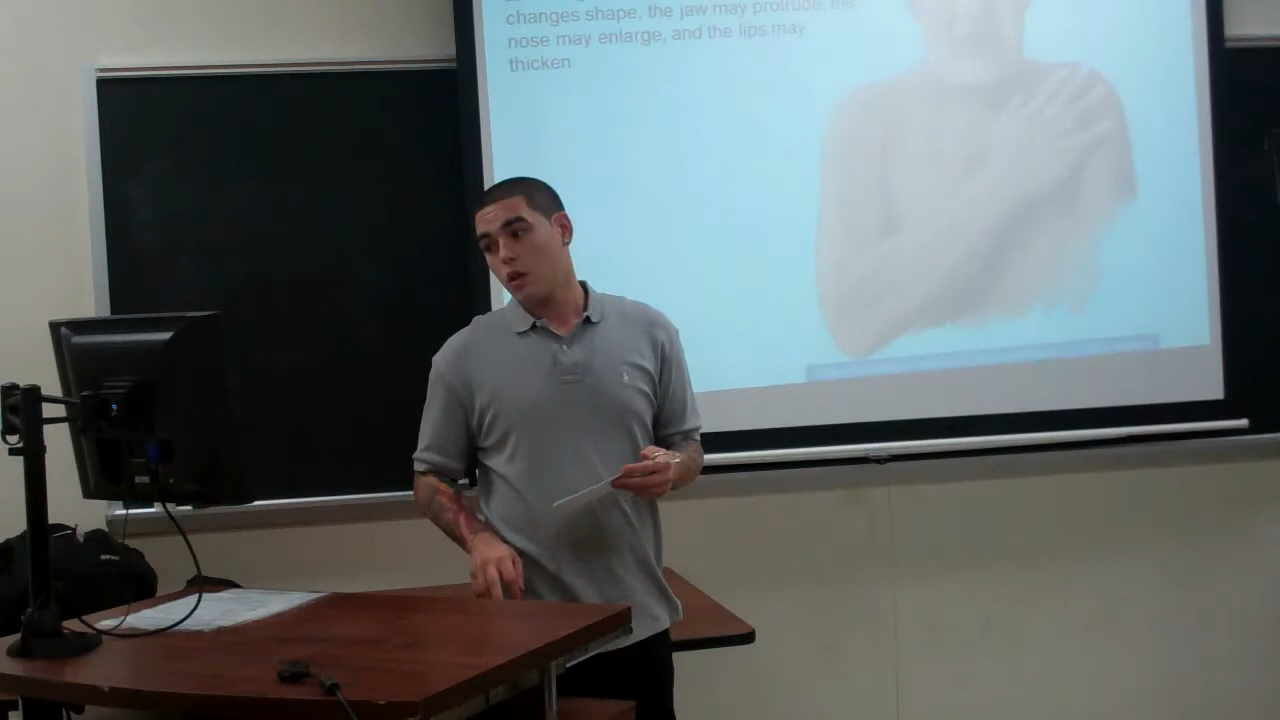 changes shape, the jaw may protrude, the
nose may enlarge, and the lips may
thicken